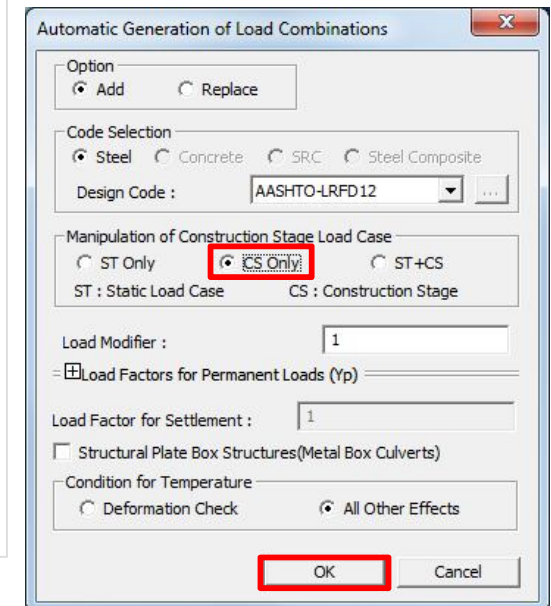 Automatic Generation of Load Combinations
Option
Add Replace
Code Selection
Steel Concrete SRC Steel Composite
Design Code : AASHTO-LRFD12 ...
Manipulation of Construction Stage Load Case
ST Only CS Only ST+CS
ST : Static Load Case CS : Construction Stage
Load Modifier : 1
Load Factors for Permanent Loads (Yp)
Load Factor for Settlement : 1
Structural Plate Box Structures(Metal Box Culverts)
Condition for Temperature
Deformation Check All Other Effects
OK Cancel